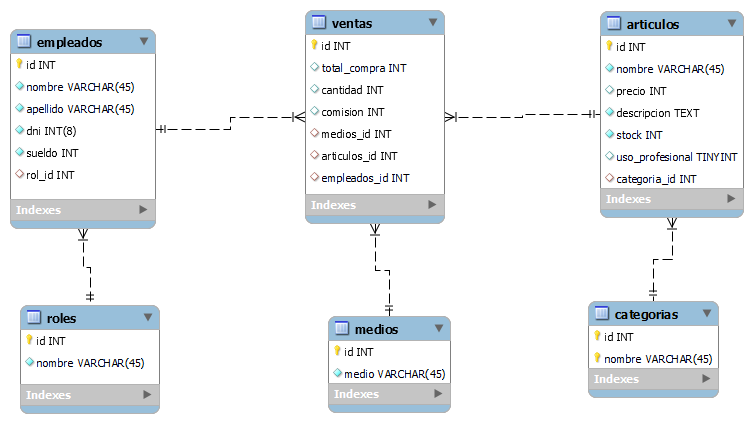 empleados
id INT
nombre VARCHAR(45)
apellido VARCHAR(45)
dni INT(8)
sueldo INT
rol_id INT
Indexes
ventas
id INT
total_compra INT
cantidad INT
comision INT
medios_id INT
articulos_id INT
empleados_id INT
Indexes
articulos
id INT
nombre VARCHAR(45)
precio INT
descripcion TEXT
stock INT
uso_profesional TINYINT
categoria_id INT
Indexes
roles
id INT
nombre VARCHAR(45)
Indexes
medios
id INT
medio VARCHAR(45)
Indexes
categorias
id INT
nombre VARCHAR(45)
Indexes